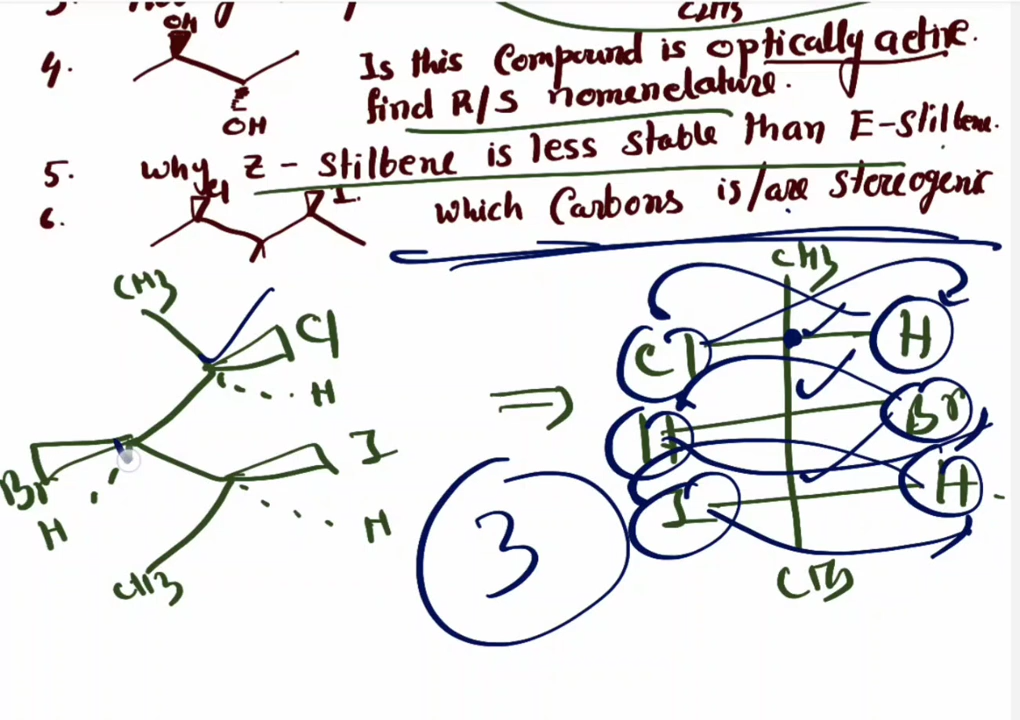 OH
C2H5
4. Is this Compound is optically active.
find R/S nomenclature.
OH
5. why Z - Stilbene is less stable than E-Stilbene.
Cl I.
6. which Carbons is/are stereogenic
CH3 CH3
Cl Cl H
H
H Br
I
Br
H H I H
3
CH3 CH3